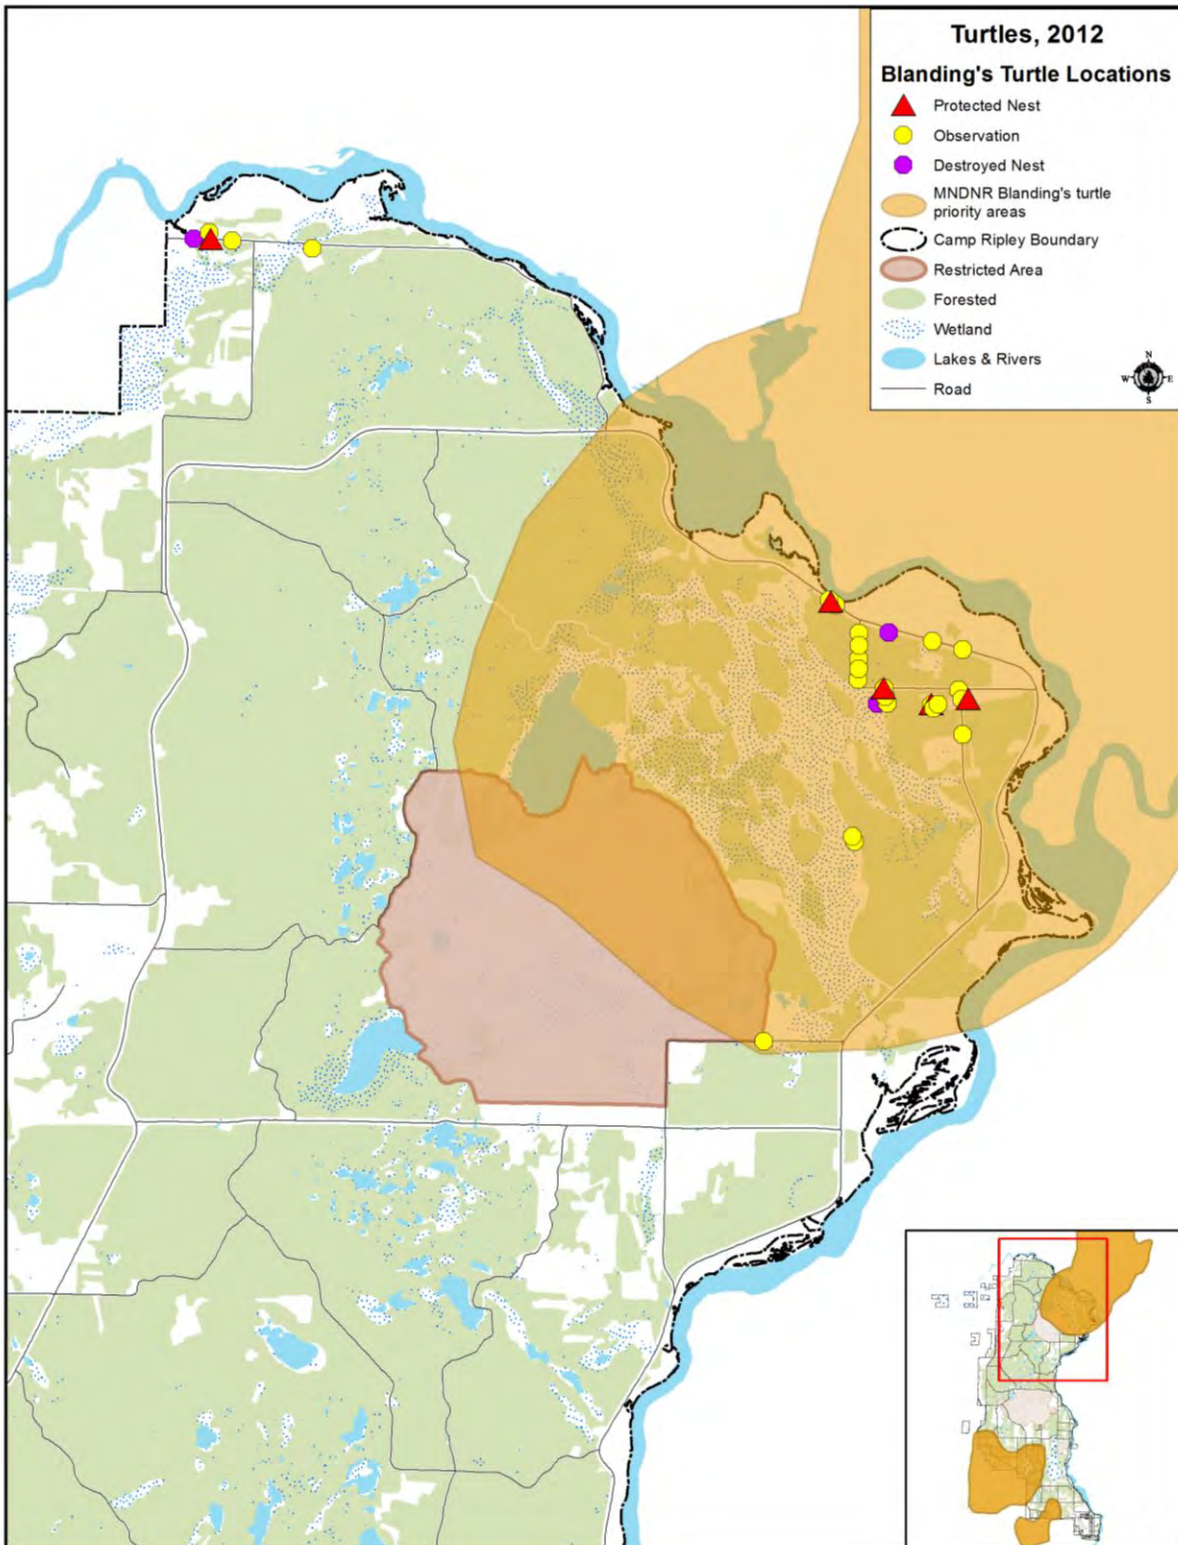 Turtles, 2012
Blanding's Turtle Locations
Protected Nest
Observation
Destroyed Nest
MNDNR Blanding's turtle
priority areas
Camp Ripley Boundary
Restricted Area
Forested
Wetland
Lakes & Rivers
Road
N
W E
S